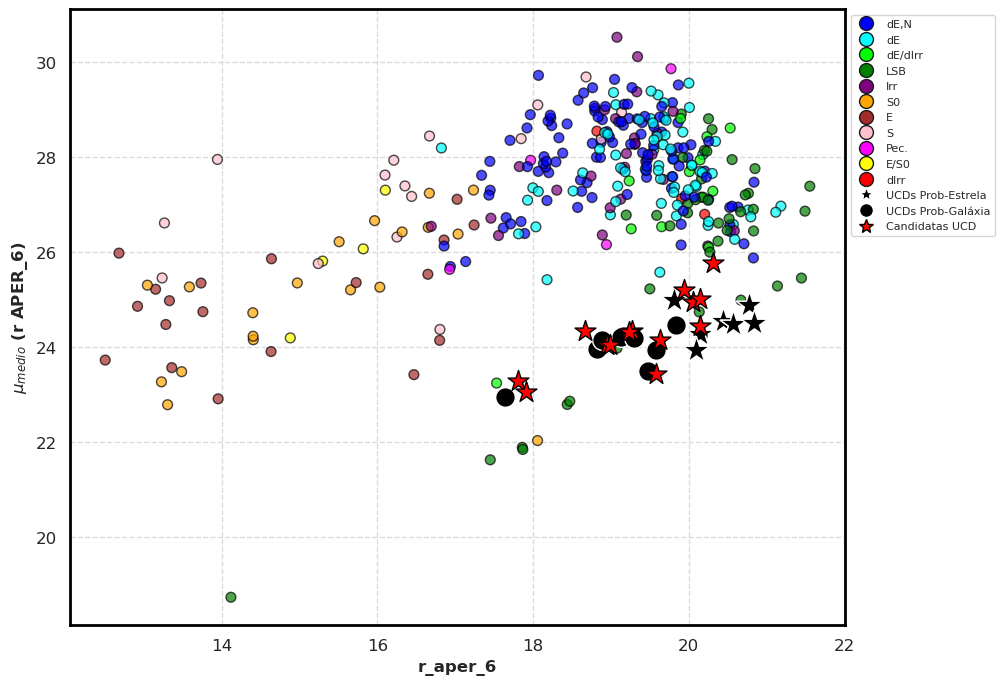 30
28
26
24
22
20
μmedio (r APER_6)
14
16
18
20
22
r_aper_6
dE,N
dE
dE/dIrr
LSB
Irr
S0
E
S
Pec.
E/S0
dIrr
UCDs Prob-Estrela
UCDs Prob-Galáxia
Candidatas UCD